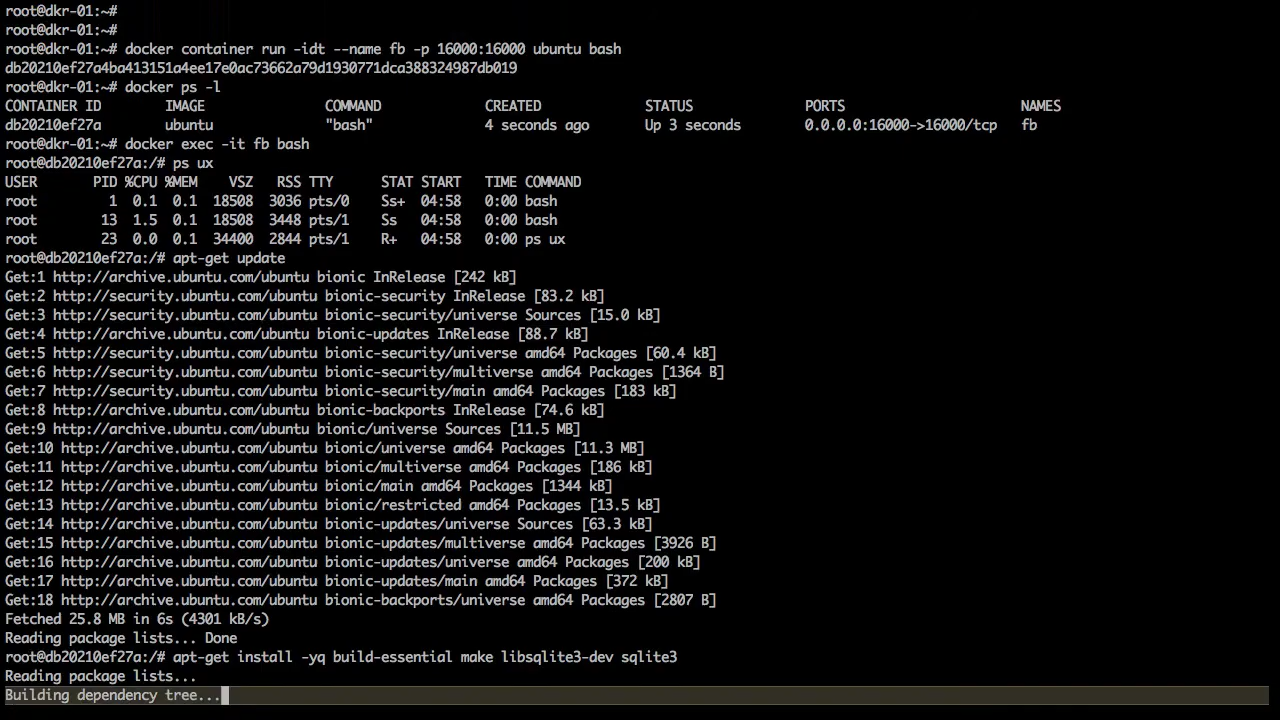 root@dkr-01:~#
root@dkr-01:~#
root@dkr-01:~# docker container run -idt --name fb -p 16000:16000 ubuntu bash
db20210ef27a4ba413151a4ee17e0ac73662a79d1930771dca388324987db019
root@dkr-01:~# docker ps -l
CONTAINER ID        IMAGE               COMMAND             CREATED             STATUS              PORTS                      NAMES
db20210ef27a        ubuntu              "bash"              4 seconds ago       Up 3 seconds        0.0.0.0:16000->16000/tcp   fb
root@dkr-01:~# docker exec -it fb bash
root@db20210ef27a:/# ps ux
USER       PID %CPU %MEM    VSZ   RSS TTY      STAT START   TIME COMMAND
root         1  0.1  0.1  18508  3036 pts/0    Ss+  04:58   0:00 bash
root        13  1.5  0.1  18508  3448 pts/1    Ss   04:58   0:00 bash
root        23  0.0  0.1  34400  2844 pts/1    R+   04:58   0:00 ps ux
root@db20210ef27a:/# apt-get update
Get:1 http://archive.ubuntu.com/ubuntu bionic InRelease [242 kB]
Get:2 http://security.ubuntu.com/ubuntu bionic-security InRelease [83.2 kB]
Get:3 http://security.ubuntu.com/ubuntu bionic-security/universe Sources [15.0 kB]
Get:4 http://archive.ubuntu.com/ubuntu bionic-updates InRelease [88.7 kB]
Get:5 http://security.ubuntu.com/ubuntu bionic-security/universe amd64 Packages [60.4 kB]
Get:6 http://security.ubuntu.com/ubuntu bionic-security/multiverse amd64 Packages [1364 B]
Get:7 http://security.ubuntu.com/ubuntu bionic-security/main amd64 Packages [183 kB]
Get:8 http://archive.ubuntu.com/ubuntu bionic-backports InRelease [74.6 kB]
Get:9 http://archive.ubuntu.com/ubuntu bionic/universe Sources [11.5 MB]
Get:10 http://archive.ubuntu.com/ubuntu bionic/universe amd64 Packages [11.3 MB]
Get:11 http://archive.ubuntu.com/ubuntu bionic/multiverse amd64 Packages [186 kB]
Get:12 http://archive.ubuntu.com/ubuntu bionic/main amd64 Packages [1344 kB]
Get:13 http://archive.ubuntu.com/ubuntu bionic/restricted amd64 Packages [13.5 kB]
Get:14 http://archive.ubuntu.com/ubuntu bionic-updates/universe Sources [63.3 kB]
Get:15 http://archive.ubuntu.com/ubuntu bionic-updates/multiverse amd64 Packages [3926 B]
Get:16 http://archive.ubuntu.com/ubuntu bionic-updates/universe amd64 Packages [200 kB]
Get:17 http://archive.ubuntu.com/ubuntu bionic-updates/main amd64 Packages [372 kB]
Get:18 http://archive.ubuntu.com/ubuntu bionic-backports/universe amd64 Packages [2807 B]
Fetched 25.8 MB in 6s (4301 kB/s)
Reading package lists... Done
root@db20210ef27a:/# apt-get install -yq build-essential make libsqlite3-dev sqlite3
Reading package lists...
Building dependency tree...